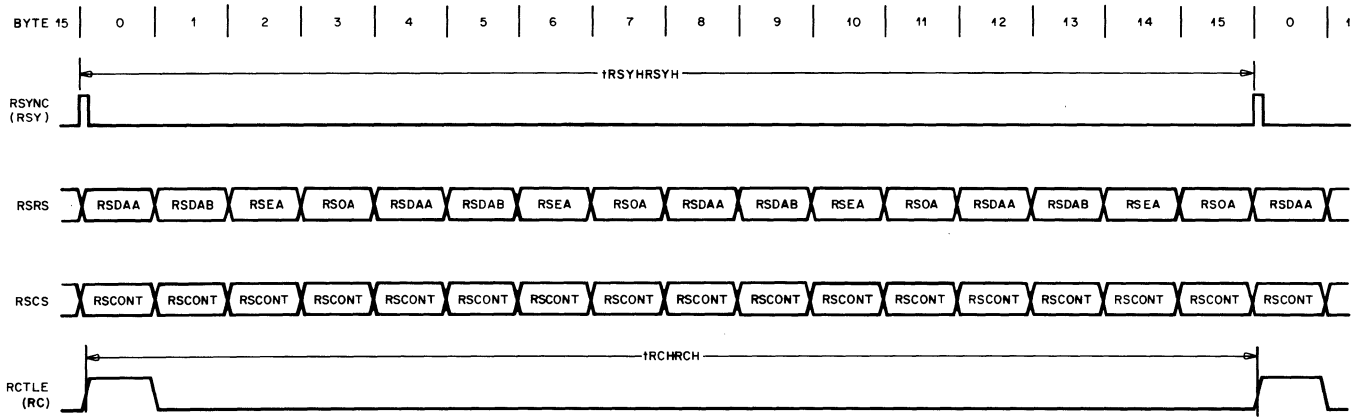 BYTE 15 0 1 2 3 4 5 6 7 8 9 10 11 12 13 14 15 0 1
tRSYHRSYH
RSYNC
(RSY)
RSRS RSDAA RSDAB RSEA RSOA RSDAA RSDAB RSEA RSOA RSDAA RSDAB RSEA RSOA RSDAA RSDAB RSEA RSOA RSDAA
RSCS RSCONT RSCONT RSCONT RSCONT RSCONT RSCONT RSCONT RSCONT RSCONT RSCONT RSCONT RSCONT RSCONT RSCONT RSCONT RSCONT RSCONT
tRCHRCH
RCTLE
(RC)